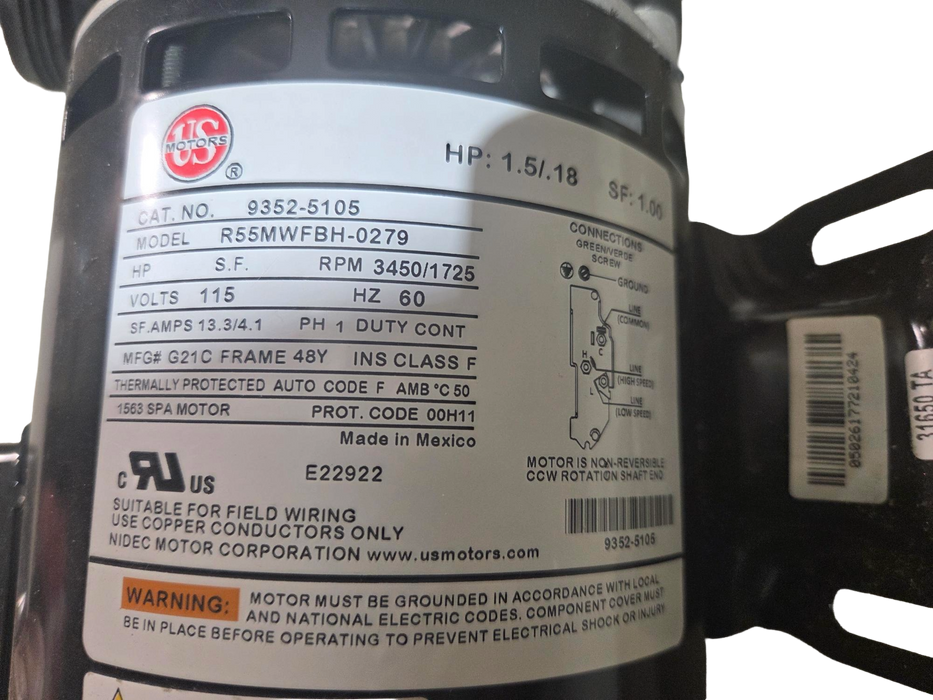 US
MOTORS
®
HP: 1.5/.18
SF: 1.00
CAT. NO. 9352-5105
MODEL R55MWFBH-0279
HP S.F. RPM 3450/1725
VOLTS 115 HZ 60
SF.AMPS 13.3/4.1 PH 1 DUTY CONT
MFG# G21C FRAME 48Y INS CLASS F
THERMALLY PROTECTED AUTO CODE F AMB °C 50
1563 SPA MOTOR PROT. CODE 00H11
Made in Mexico
CONNECTIONS
GREEN/VERDE
SCREW
GROUND
LINE
(COMMON)
C
H
LINE
(HIGH SPEED)
L
LINE
(LOW SPEED)
MOTOR IS NON-REVERSIBLE
CCW ROTATION SHAFT END
9352-5105
c RU US
E22922
SUITABLE FOR FIELD WIRING
USE COPPER CONDUCTORS ONLY
NIDEC MOTOR CORPORATION www.usmotors.com
WARNING: MOTOR MUST BE GROUNDED IN ACCORDANCE WITH LOCAL
AND NATIONAL ELECTRIC CODES. COMPONENT COVER MUST
BE IN PLACE BEFORE OPERATING TO PREVENT ELECTRICAL SHOCK OR INJURY
05026177210424
31650 TA